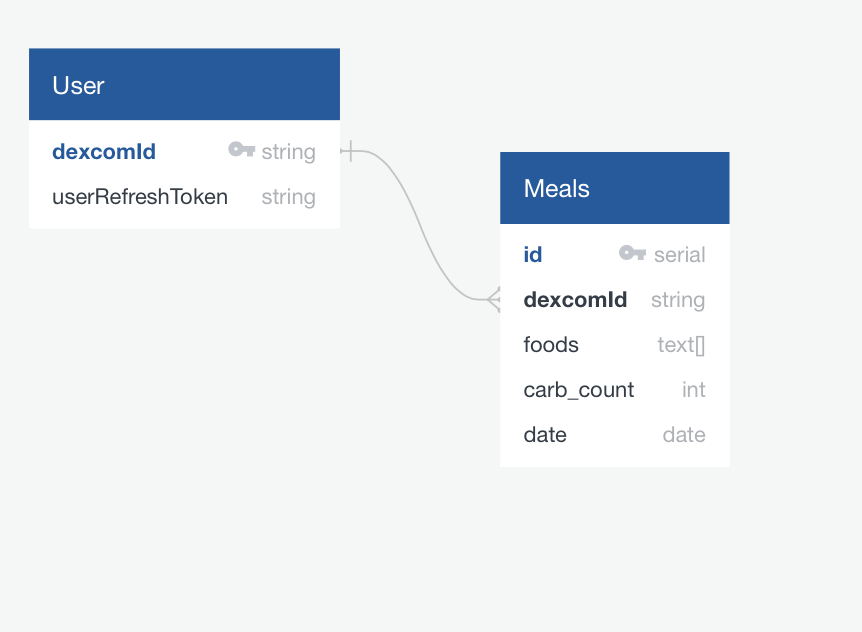 User
dexcomId string
userRefreshToken string
Meals
id serial
dexcomId string
foods text[]
carb_count int
date date